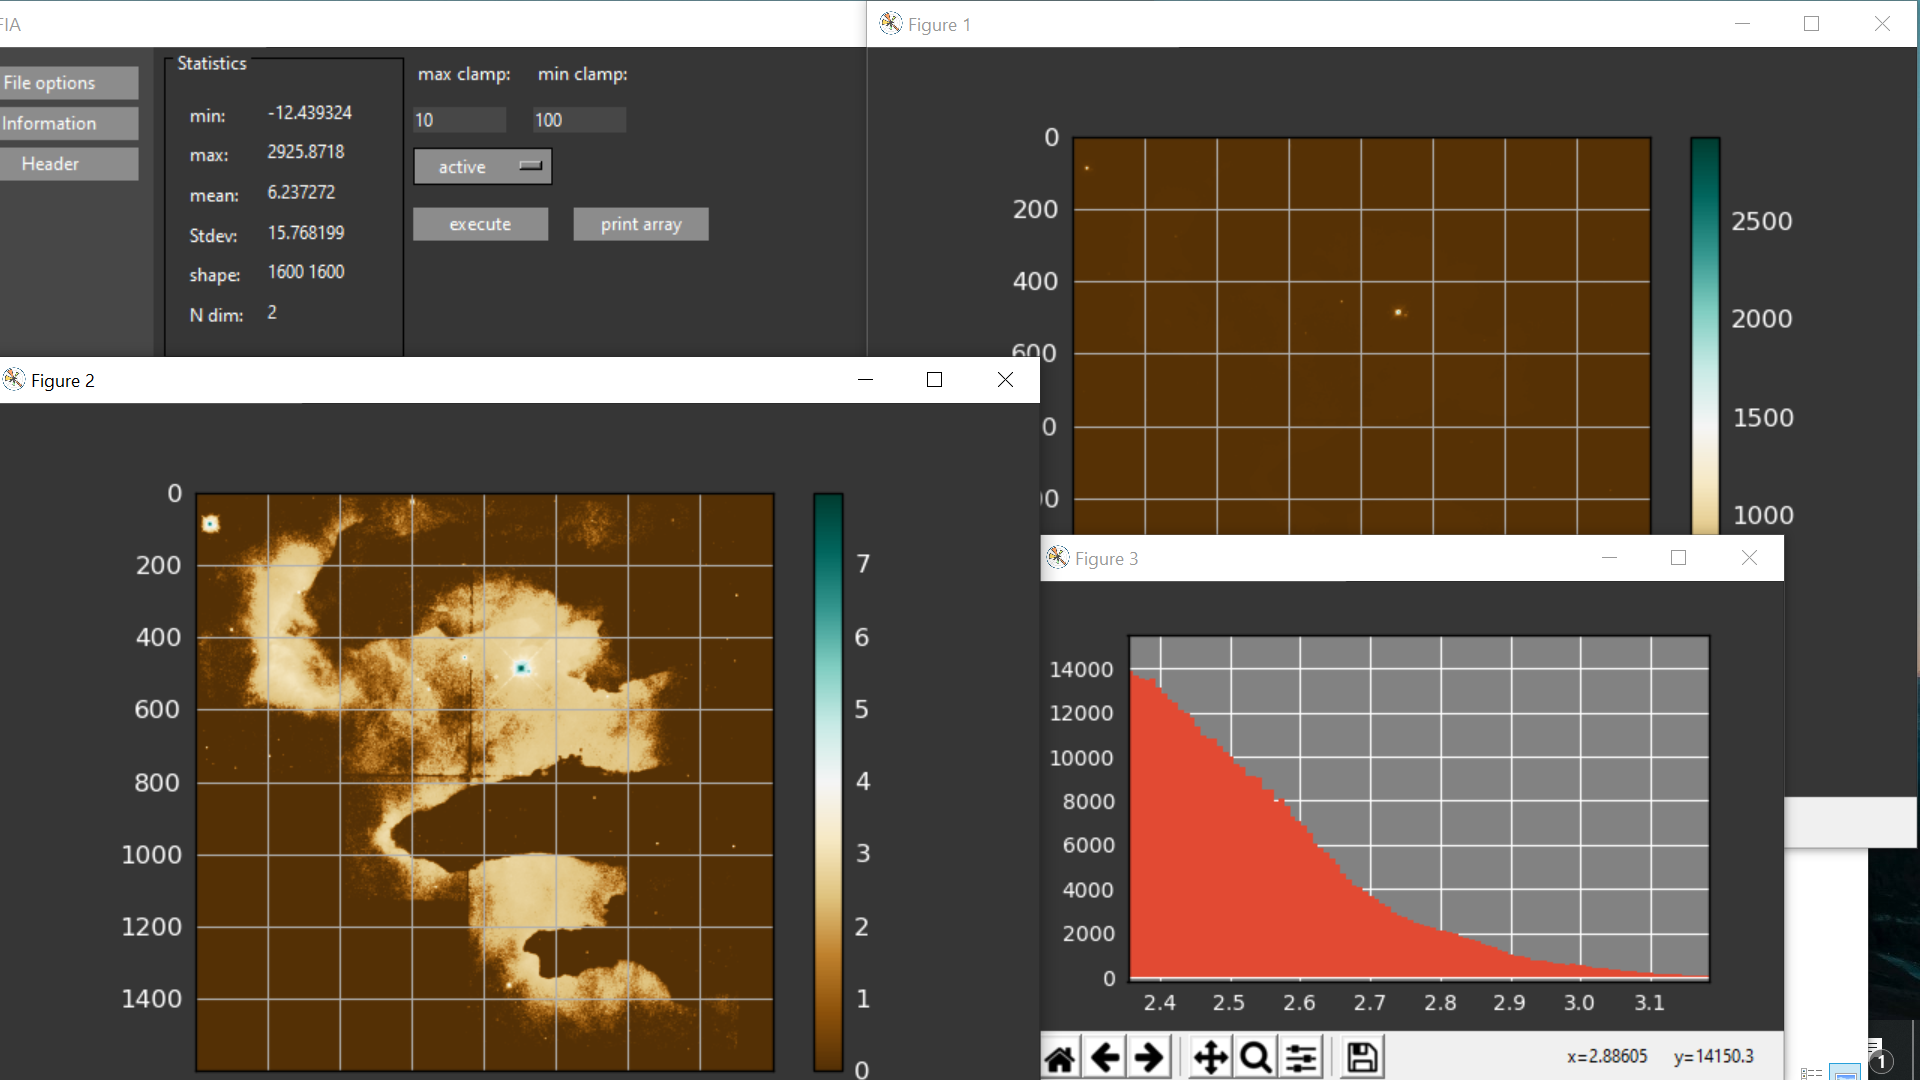 FIA
File options
Information
Header
Statistics
min: -12.439324
max: 2925.8718
mean: 6.237272
Stdev: 15.768199
shape: 1600 1600
N dim: 2
max clamp: min clamp:
10 100
active
execute print array
Figure 1
0
200
400
600
0
00
2500
2000
1500
1000
Figure 2
0
200
400
600
800
1000
1200
1400
7
6
5
4
3
2
1
0
Figure 3
14000
12000
10000
8000
6000
4000
2000
0
2.4 2.5 2.6 2.7 2.8 2.9 3.0 3.1
x=2.88605 y=14150.3
1